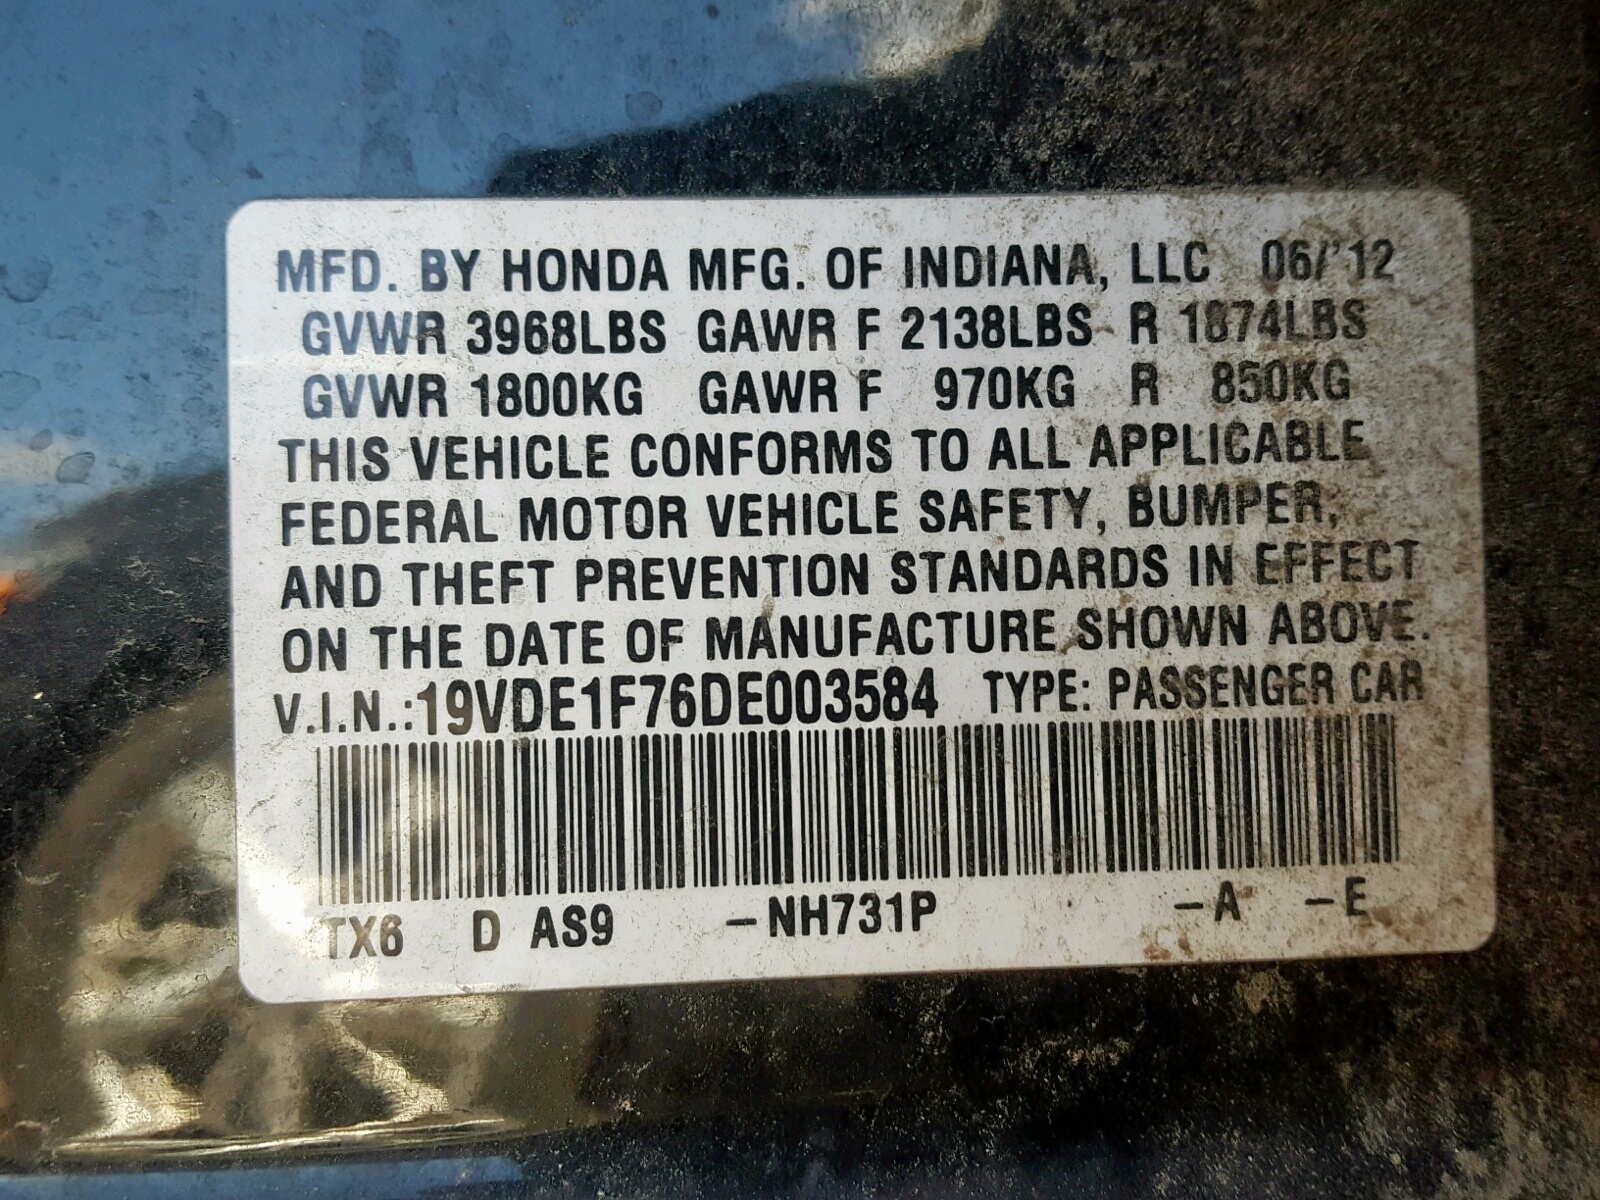 MFD. BY HONDA MFG. OF INDIANA, LLC 06/'12
GVWR 3968LBS GAWR F 2138LBS R 1874LBS
GVWR 1800KG GAWR F 970KG R 850KG
THIS VEHICLE CONFORMS TO ALL APPLICABLE
FEDERAL MOTOR VEHICLE SAFETY, BUMPER,
AND THEFT PREVENTION STANDARDS IN EFFECT
ON THE DATE OF MANUFACTURE SHOWN ABOVE.
V.I.N.:19VDE1F76DE003584 TYPE: PASSENGER CAR
TX6 D AS9 –NH731P –A –E